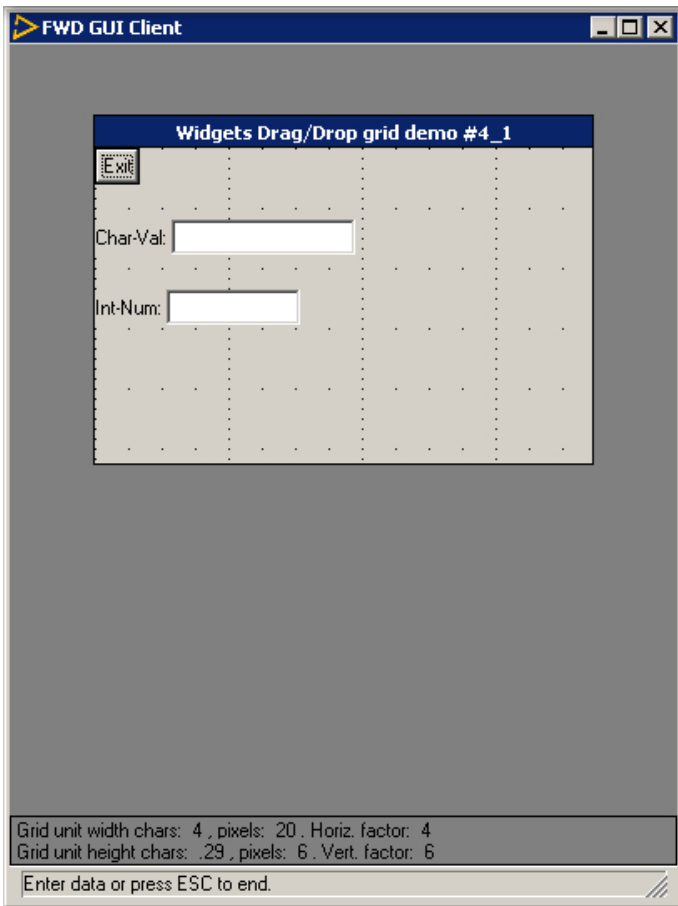 FWD GUI Client
Widgets Drag/Drop grid demo #4_1
Exit
Char-Val:
Int-Num:
Grid unit width chars:  4 , pixels:  20 . Horiz. factor:  4
Grid unit height chars:  .29 , pixels:  6 . Vert. factor:  6
Enter data or press ESC to end.